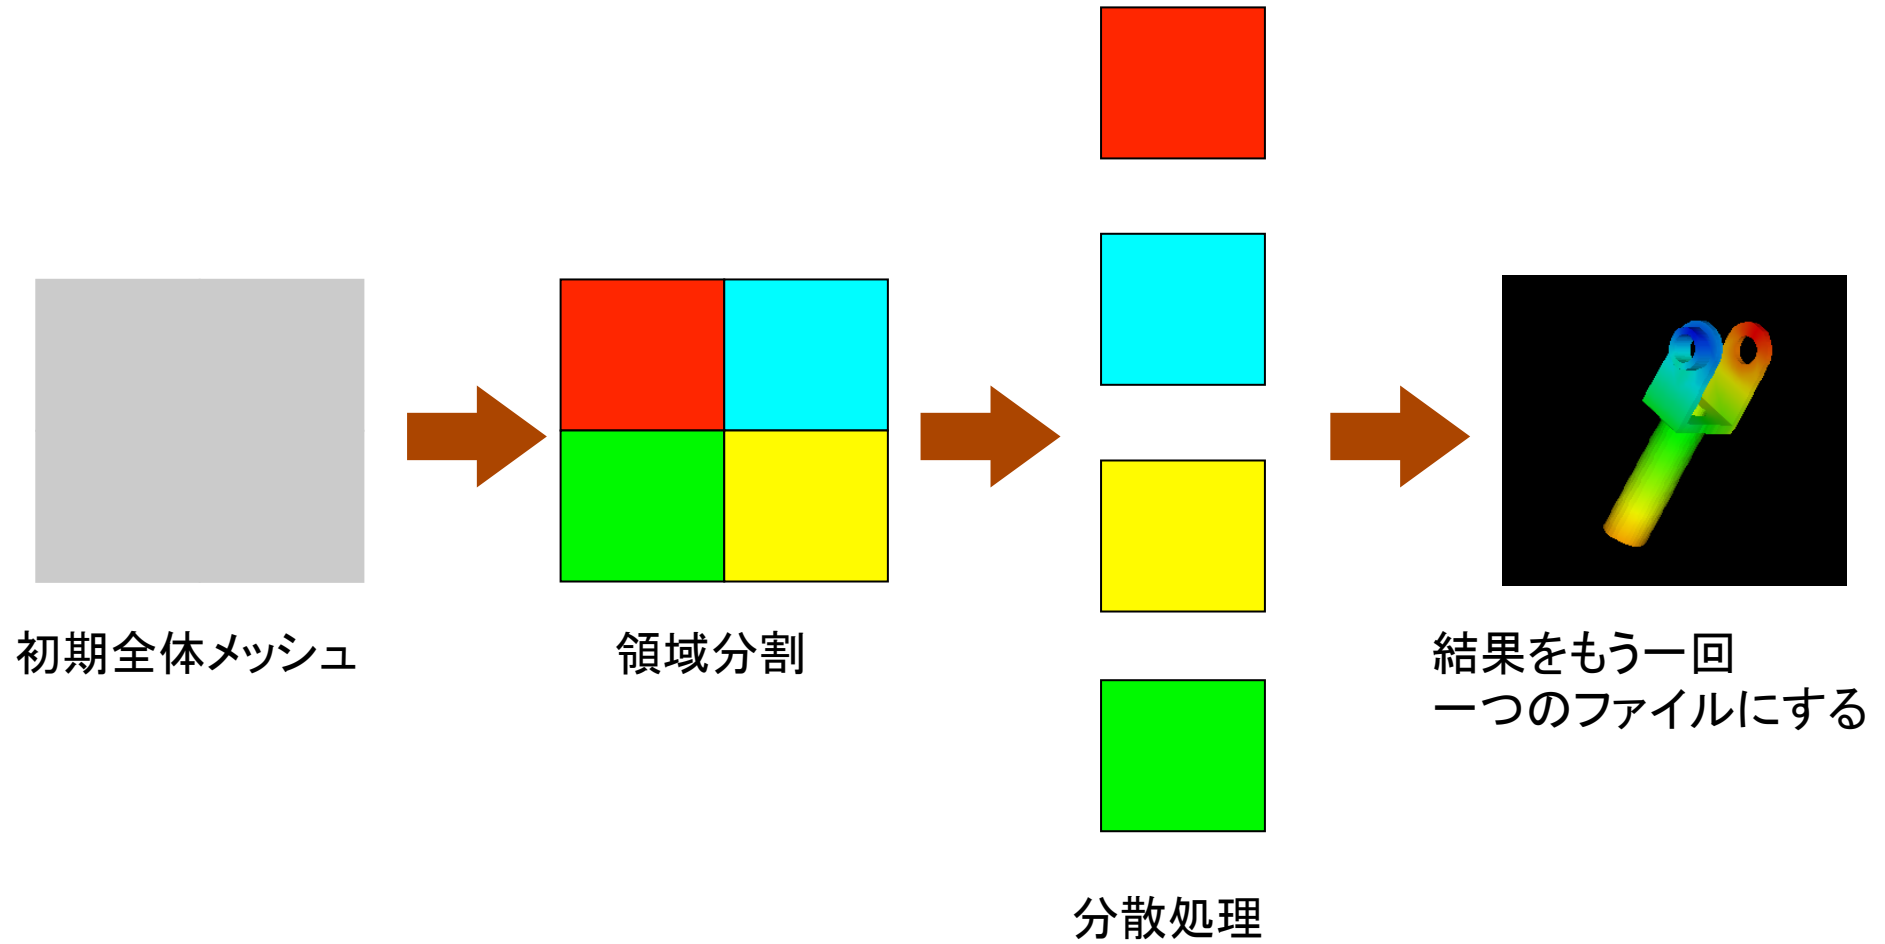 初期全体メッシュ
領域分割
分散処理
結果をもう一回
一つのファイルにする